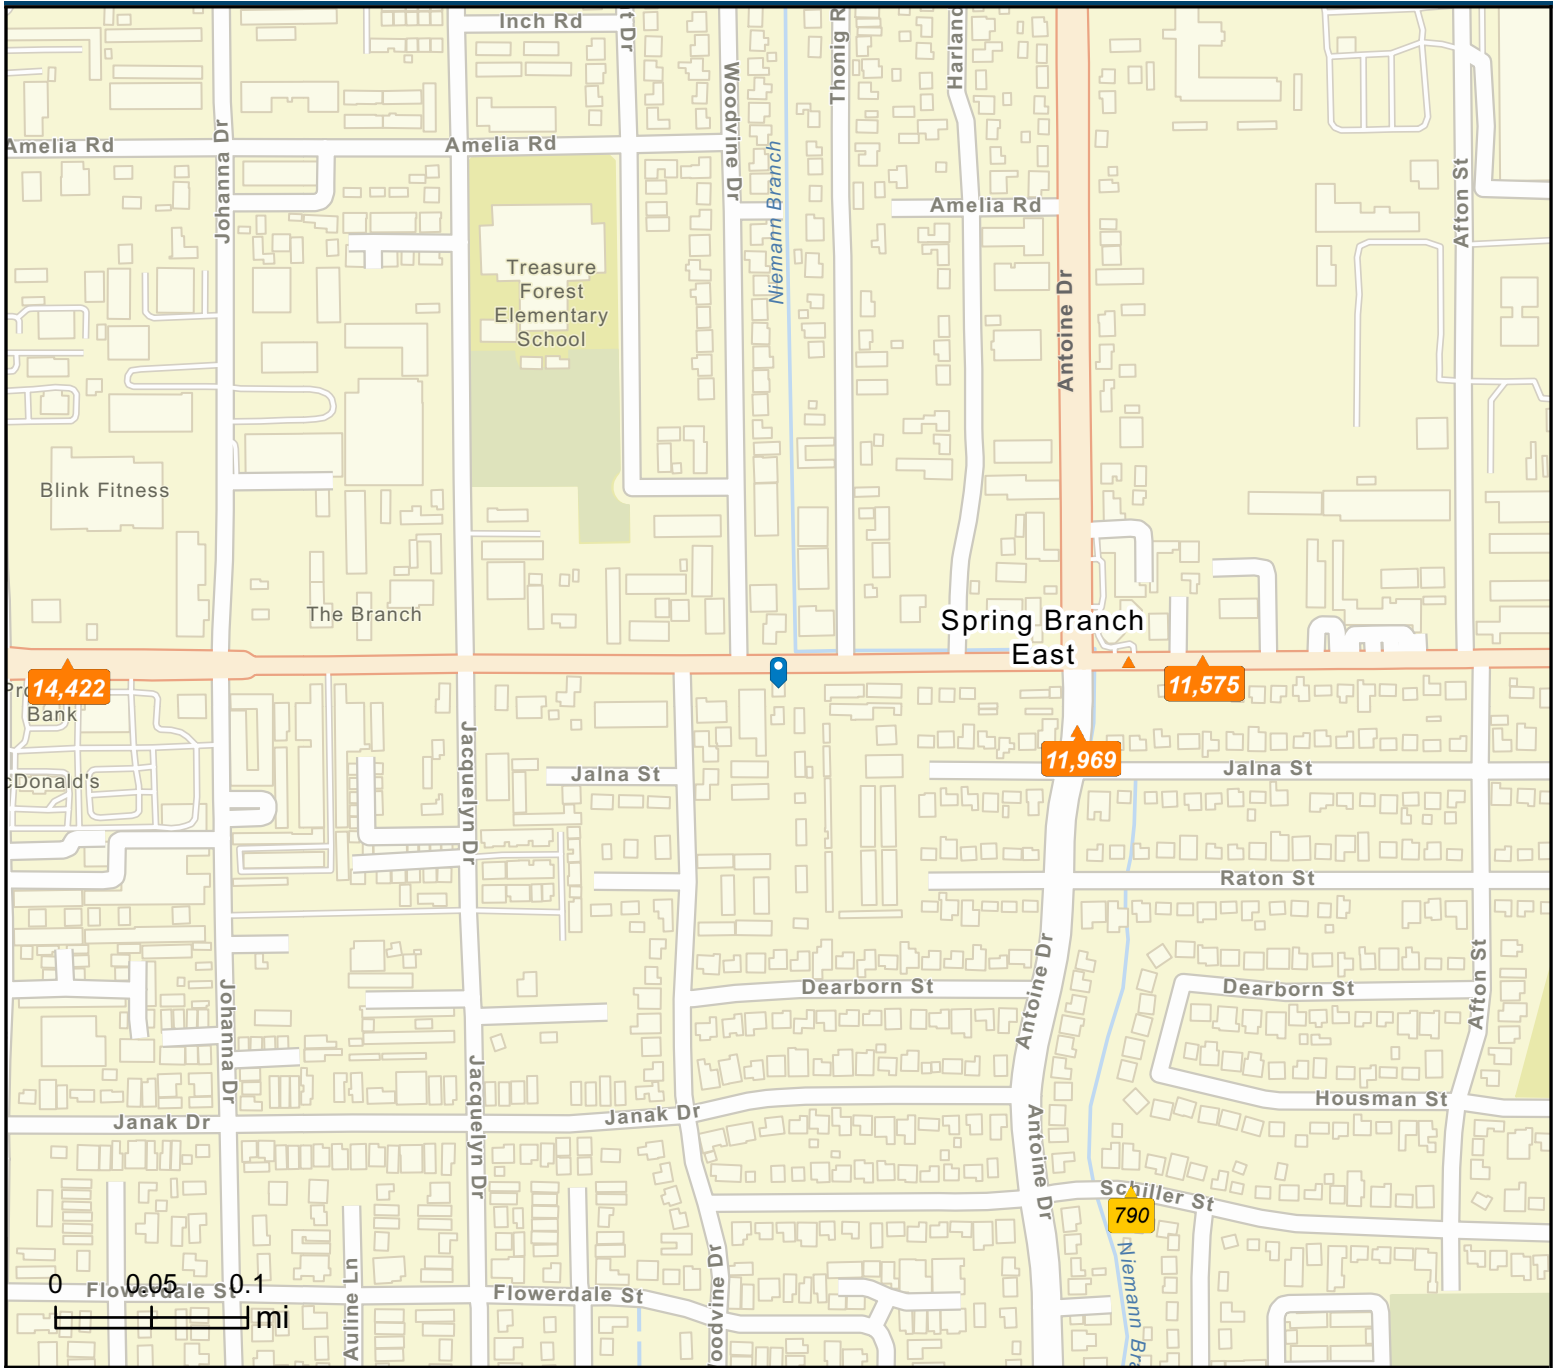 Inch Rd
t Dr
Thonig R
Harland
Woodvine Dr
Johanna Dr
Amelia Rd
Amelia Rd
Niemann Branch
Afton St
Amelia Rd
Treasure
Forest
Elementary
School
Antoine Dr
Blink Fitness
The Branch
Spring Branch
East
14,422
11,575
Pro
Bank
Jacquelyn Dr
11,969
Jalna St
Jalna St
cDonald's
Raton St
Antoine Dr
Afton St
Dearborn St
Dearborn St
Johanna Dr
Jacquelyn Dr
Housman St
Janak Dr
Janak Dr
Antoine Dr
Schiller St
790
Niemann Bra
oodvine Dr
Auline Ln
0 0.05 0.1
mi
Flowerdale St
Flowerdale St